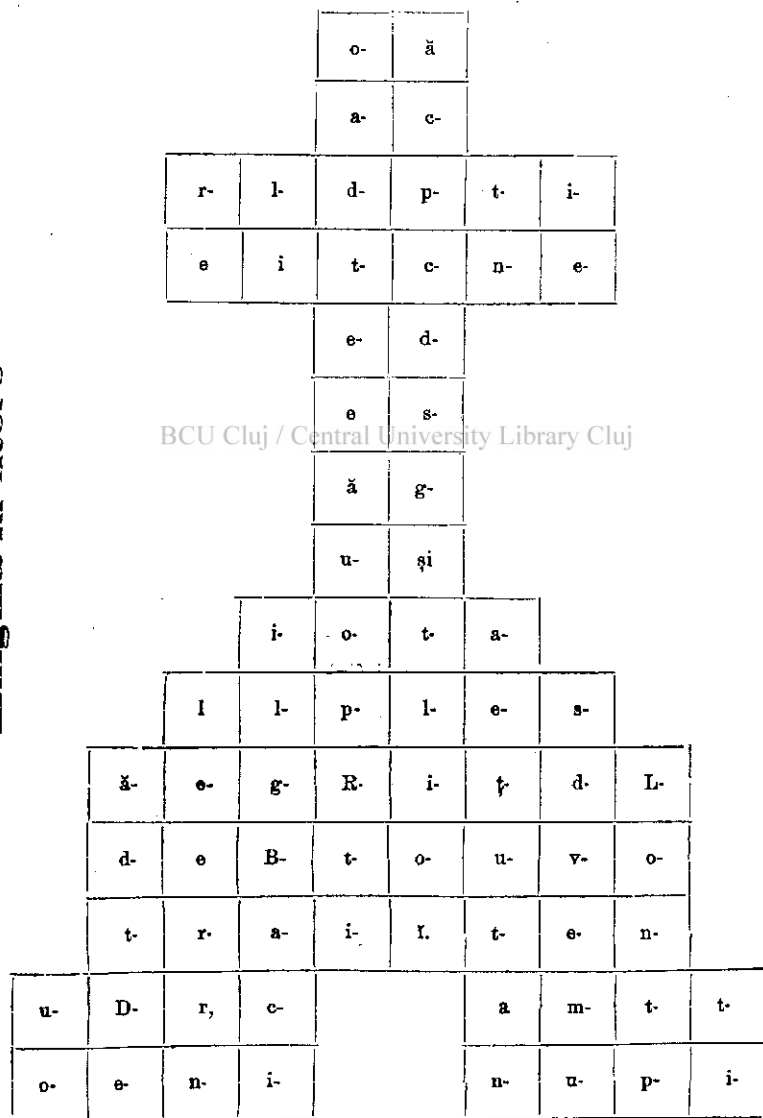 o- ă
a- c-
r- l- d- p- t- i-
e i t- c- n- e-
e- d-
e s-
BCU Cluj / Central University Library Cluj
ă g-
u- și
i- o- t- a-
l l- p- l- e- s-
ă- e- g- R- i- ț- d- L-
d- e B- t- o- u- v- o-
t- r- a- i- I. t- e- n-
u- D- r, c- a m- t- t-
o- e- n- i- n- u- p- i-